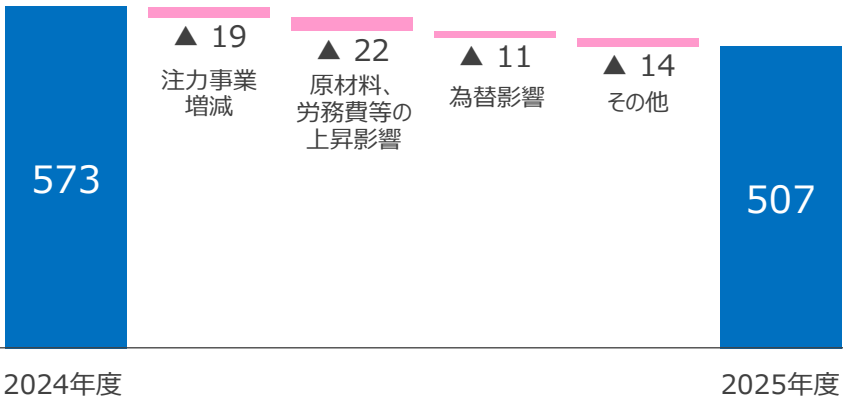 573
▲ 19
注力事業
増減
▲ 22
原材料、
労務費等の
上昇影響
▲ 11
為替影響
▲ 14
その他
507
2024年度
2025年度